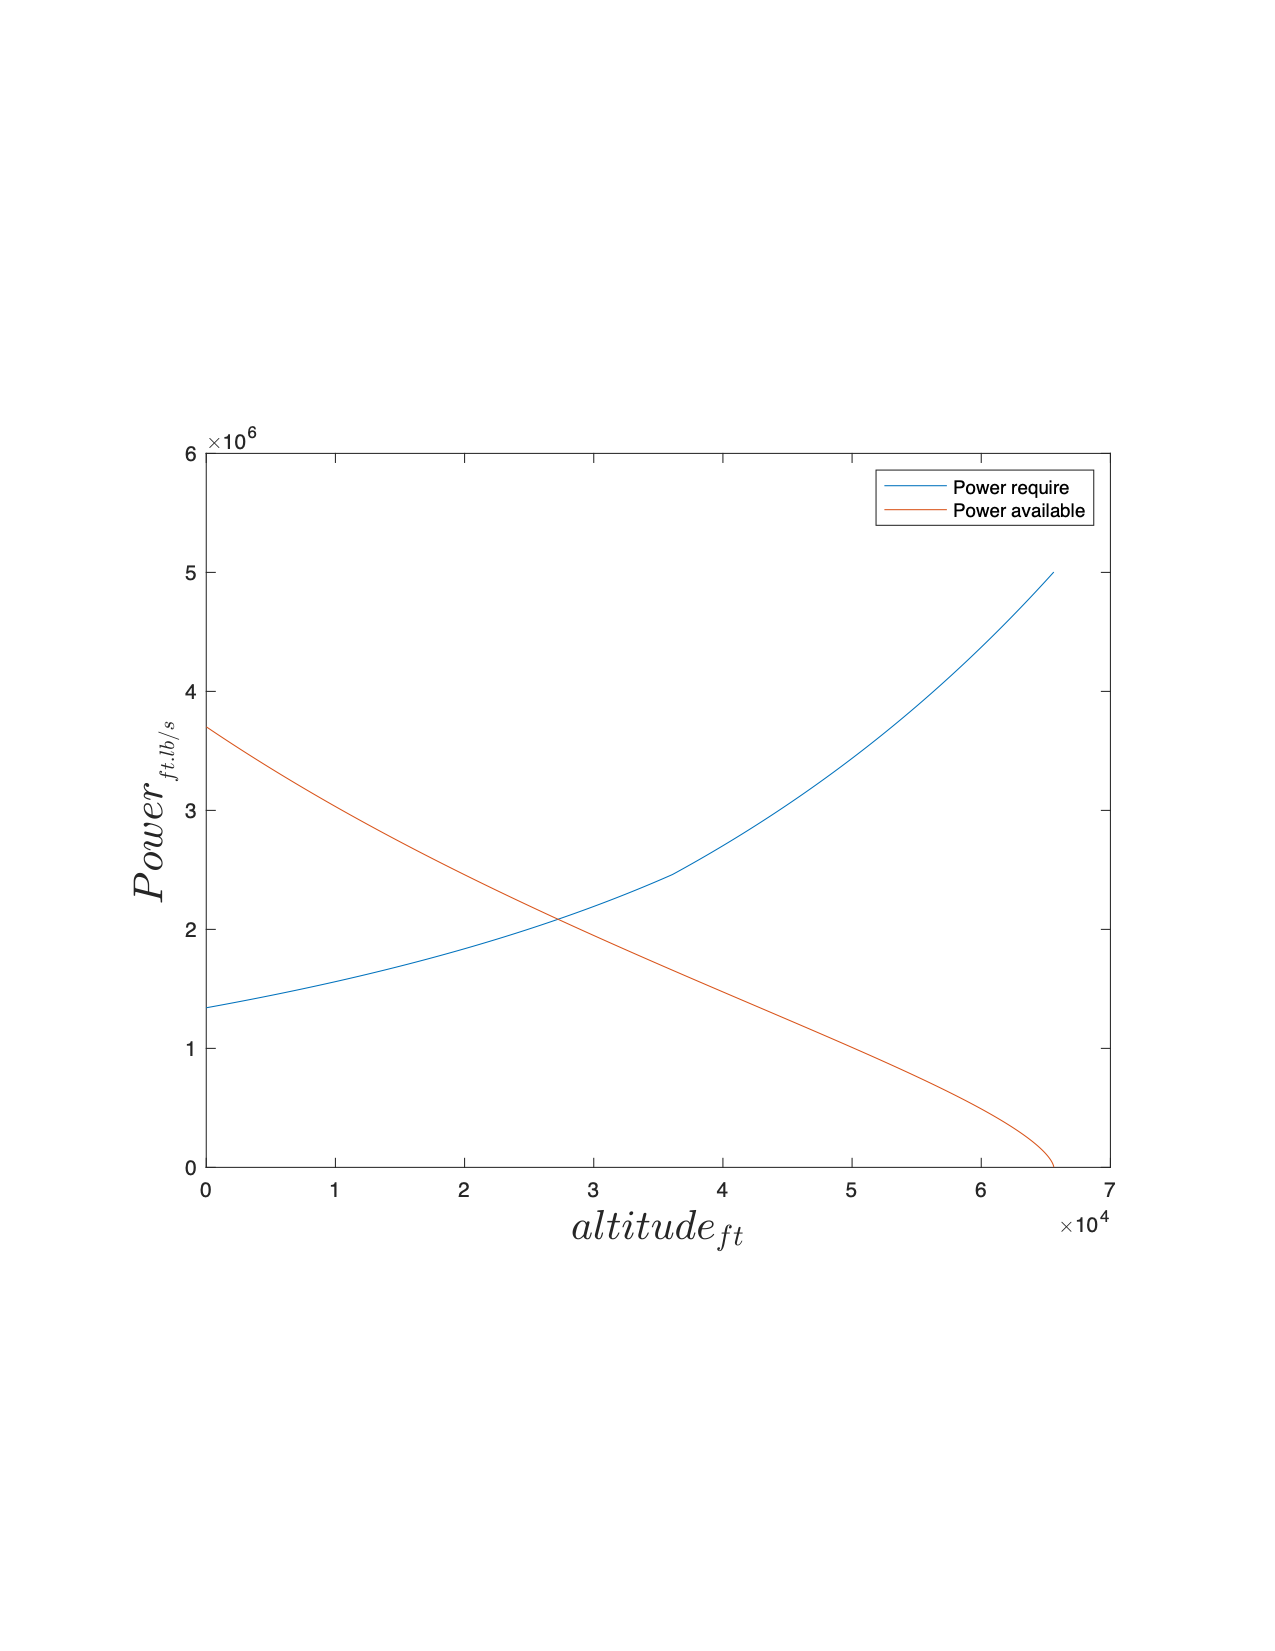 ×10^6
6
5
4
3
2
1
0
Power_ft.lb/s
Power require
Power available
0 1 2 3 4 5 6 7
×10^4
altitude_ft